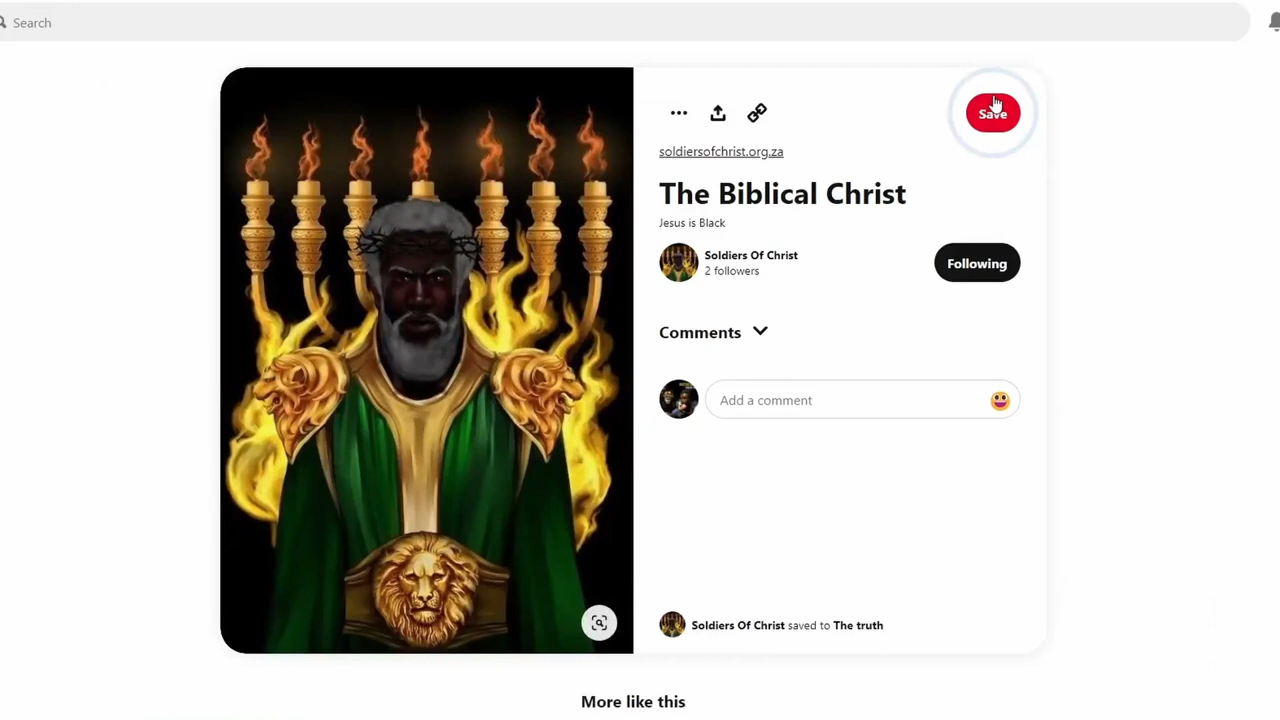 Search
Save
soldiersofchrist.org.za
The Biblical Christ
Jesus is Black
Soldiers Of Christ
2 followers
Following
Comments
Add a comment
Soldiers Of Christ saved to The truth
More like this